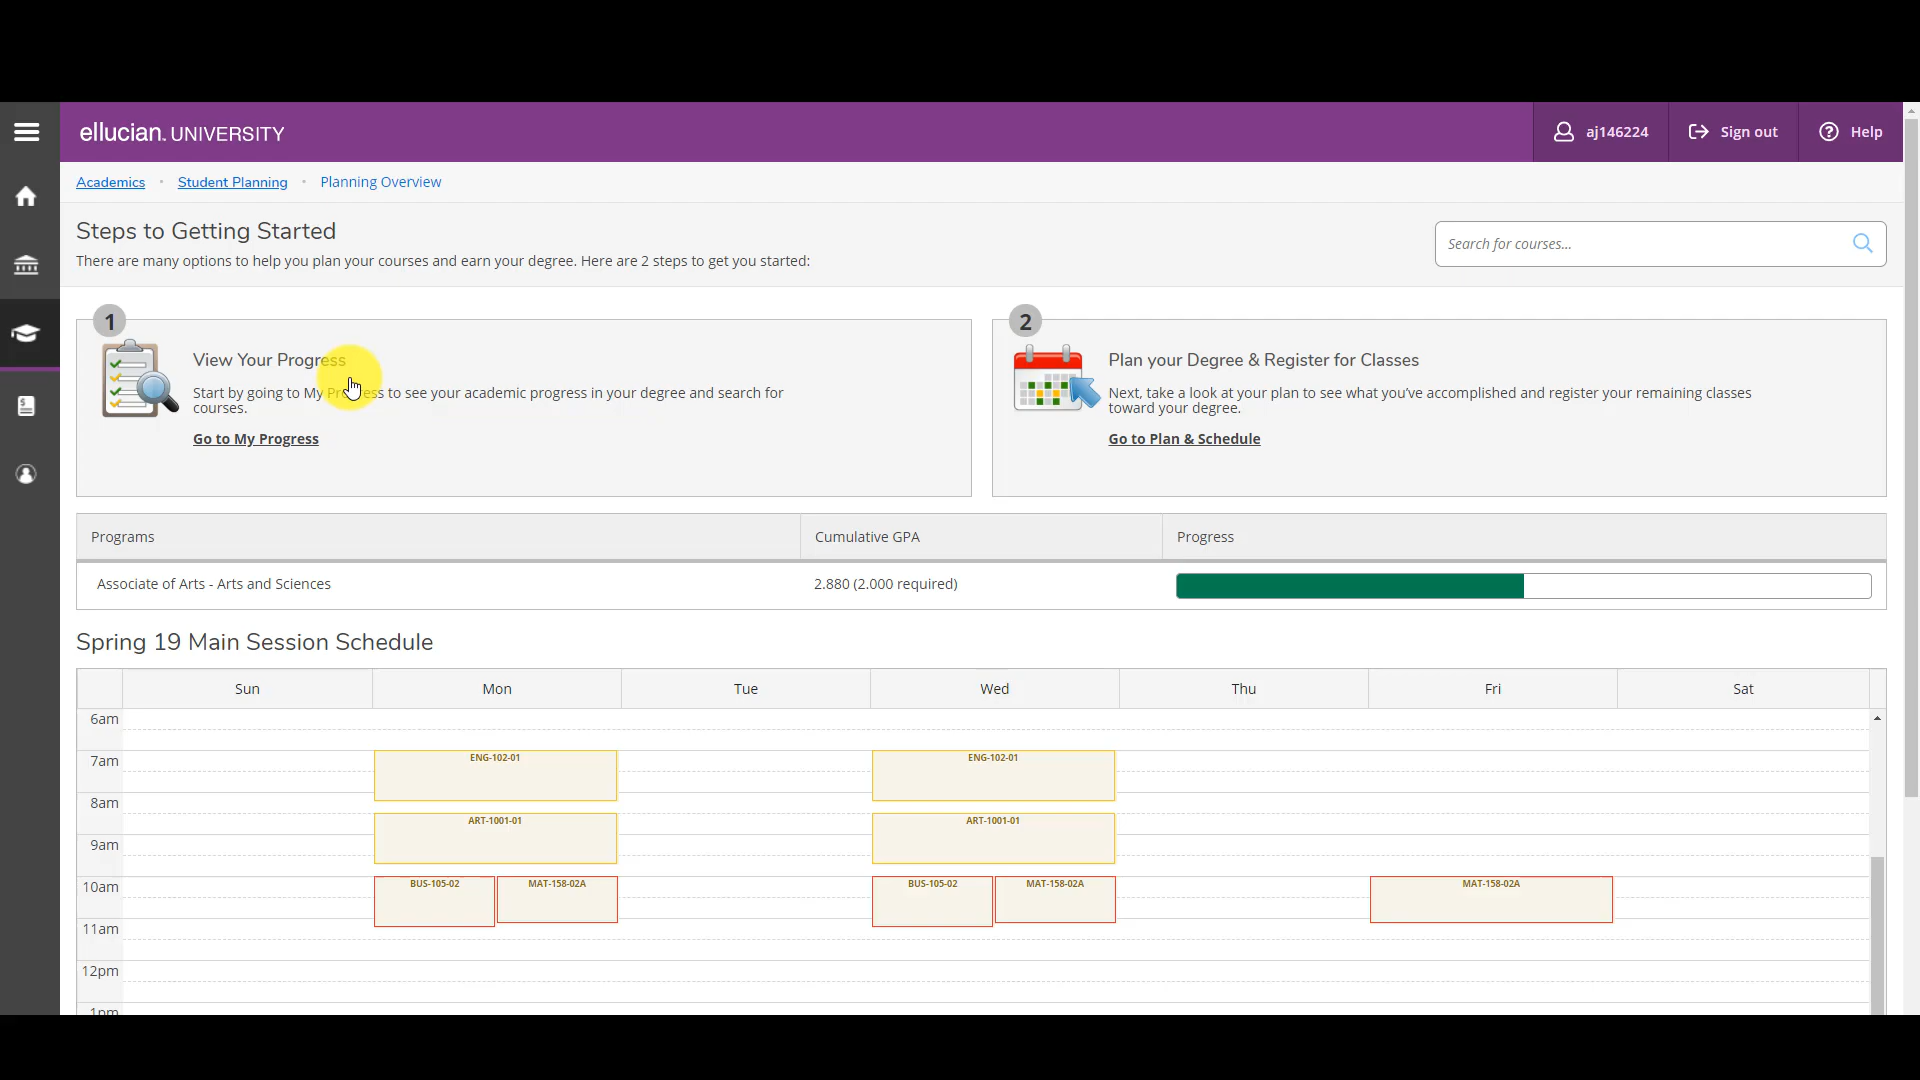 ellucian. UNIVERSITY
aj146224
Sign out
Help
Academics • Student Planning • Planning Overview
Steps to Getting Started
There are many options to help you plan your courses and earn your degree. Here are 2 steps to get you started:
Search for courses...
1
View Your Progress
Start by going to My Progress to see your academic progress in your degree and search for
courses.
Go to My Progress
2
Plan your Degree & Register for Classes
Next, take a look at your plan to see what you've accomplished and register your remaining classes
toward your degree.
Go to Plan & Schedule
Programs Cumulative GPA Progress
Associate of Arts - Arts and Sciences 2.880 (2.000 required)
Spring 19 Main Session Schedule
Sun Mon Tue Wed Thu Fri Sat
6am
7am ENG-102-01 ENG-102-01
8am
ART-1001-01 ART-1001-01
9am
10am BUS-105-02 MAT-158-02A BUS-105-02 MAT-158-02A MAT-158-02A
11am
12pm
1pm